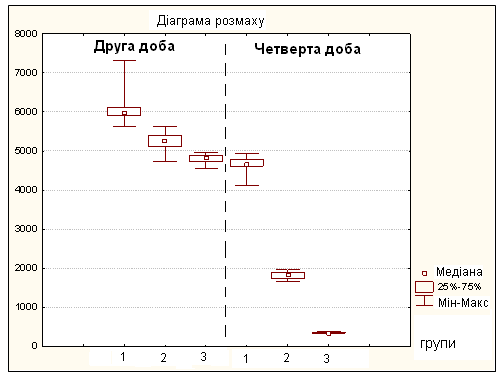 Діаграма розмаху
Друга доба
Четверта доба
8000
7000
6000
5000
4000
3000
2000
1000
0
1 2 3 1 2 3
групи
Медіана
25%-75%
Мін-Макс